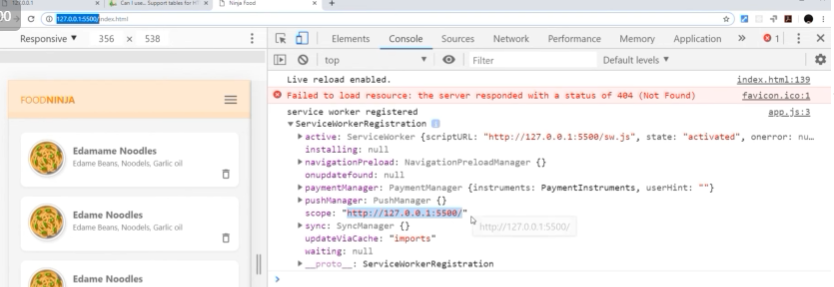 00
127.0.0.1
Can I use... Support tables for HT
Ninja Food
127.0.0.1:5500/index.html
Responsive ▼ 356 × 538
Elements Console Sources Network Performance Memory Application » 1
top ▼ Filter Default levels ▼
Live reload enabled. index.html:139
Failed to load resource: the server responded with a status of 404 (Not Found) favicon.ico:1
service worker registered app.js:3
ServiceWorkerRegistration
active: ServiceWorker {scriptURL: "http://127.0.0.1:5500/sw.js", state: "activated", onerror: nu…
installing: null
navigationPreload: NavigationPreloadManager {}
onupdatefound: null
paymentManager: PaymentManager {instruments: PaymentInstruments, userHint: ""}
pushManager: PushManager {}
scope: "http://127.0.0.1:5500/"
http://127.0.0.1:5500/
sync: SyncManager {}
updateViaCache: "imports"
waiting: null
__proto__: ServiceWorkerRegistration
FOODNINJA
Edamame Noodles
Edame Beans, Noodels, Garlic oil
Edame Noodles
Edame Beans, Noodels, Garlic oil
Edame Noodles